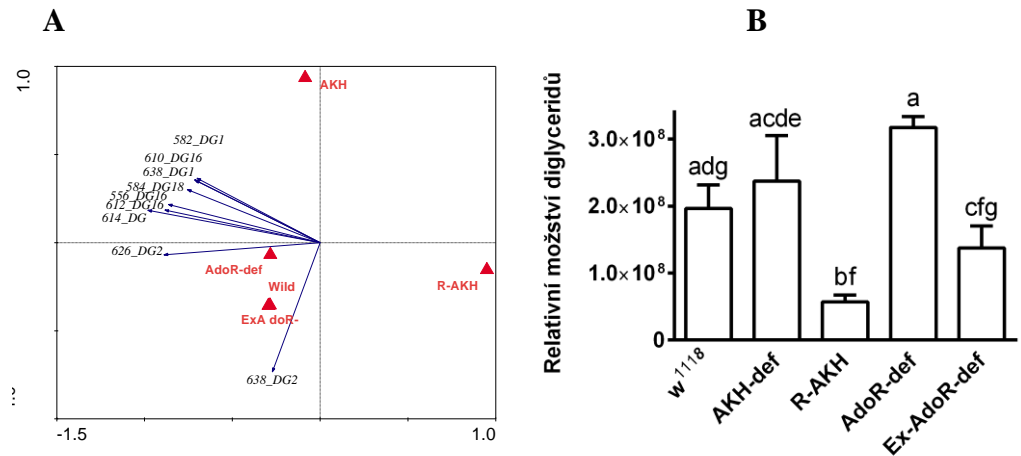 A
B
1.0
AKH
582_DG1
610_DG16
638_DG1
584_DG18
556_DG16
612_DG16
614_DG
626_DG2
AdoR-def
Wild
R-AKH
ExA doR-
638_DG2
-1.5
1.0
Relativní možství diglyceridů
3.0×10⁸
2.0×10⁸
1.0×10⁸
0
adg
acde
bf
a
cfg
w¹¹¹⁸
AKH-def
R-AKH
AdoR-def
Ex-AdoR-def